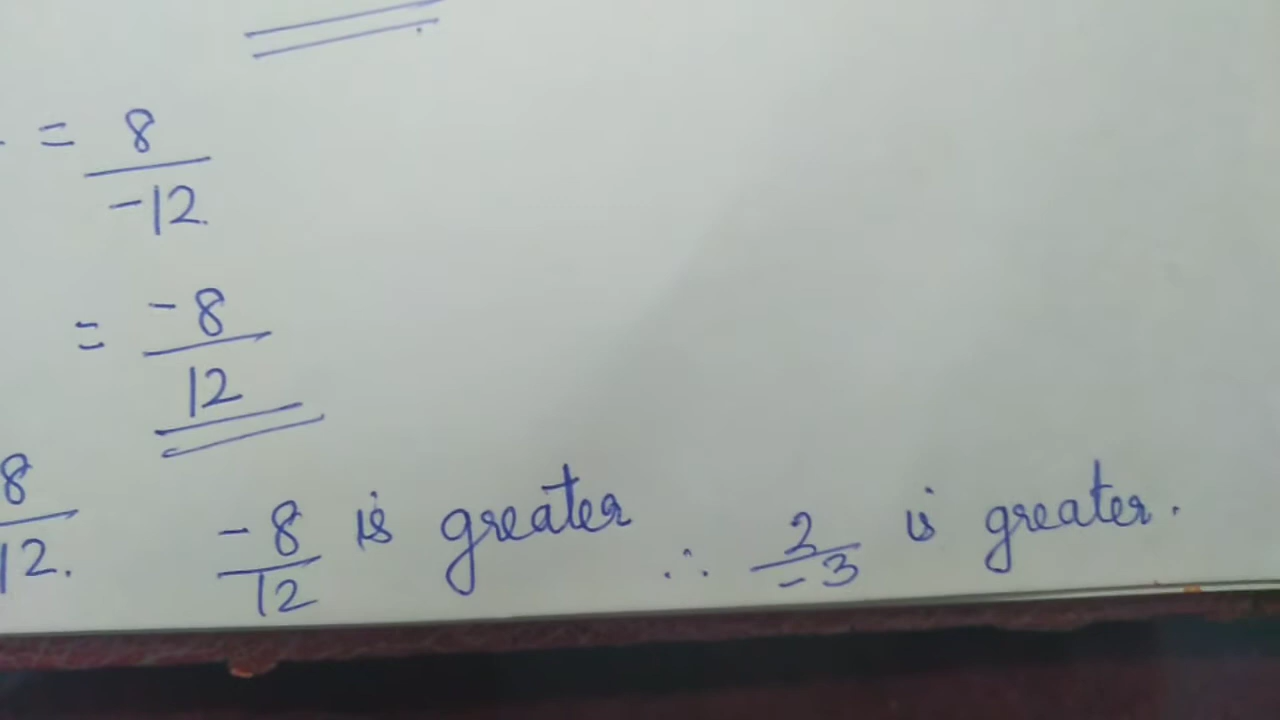 = 8/-12
= -8/12
8/12. -8/12 is greater ∴ 2/-3 is greater.